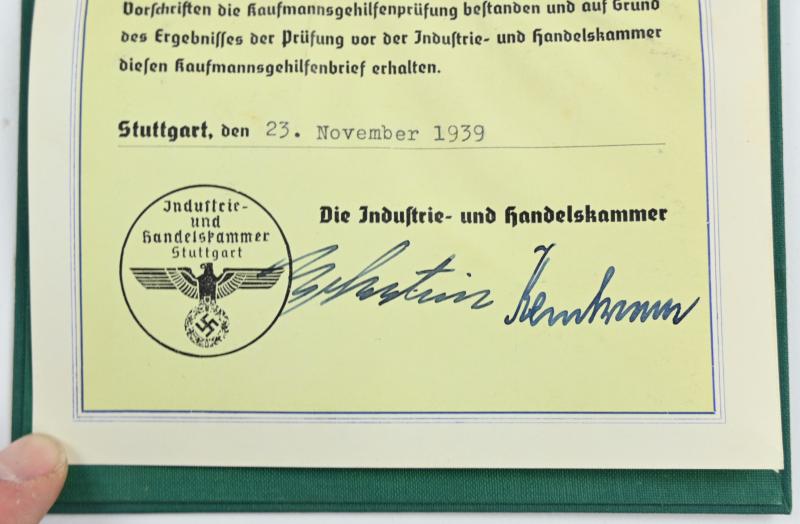 Vorschriften die Kaufmannsgehilfenprüfung bestanden und auf Grund
des Ergebnisses der Prüfung vor der Industrie- und Handelskammer
diesen Kaufmannsgehilfenbrief erhalten.
Stuttgart, den 23. November 1939
Die Industrie- und Handelskammer
Industrie-
und
Handelskammer
Stuttgart